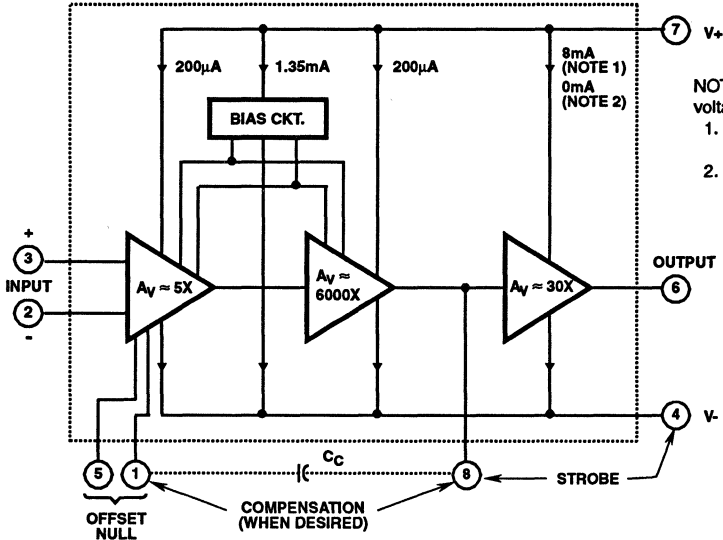 7 V+
200μA
1.35mA
200μA
8mA
(NOTE 1)
0mA
(NOTE 2)
NOT
volta
1.
2.
BIAS CKT.
+
3
INPUT
2
-
AV ≈ 5X
AV ≈
6000X
AV ≈ 30X
OUTPUT
6
4 V-
5
1
CC
8
STROBE
OFFSET
NULL
COMPENSATION
(WHEN DESIRED)